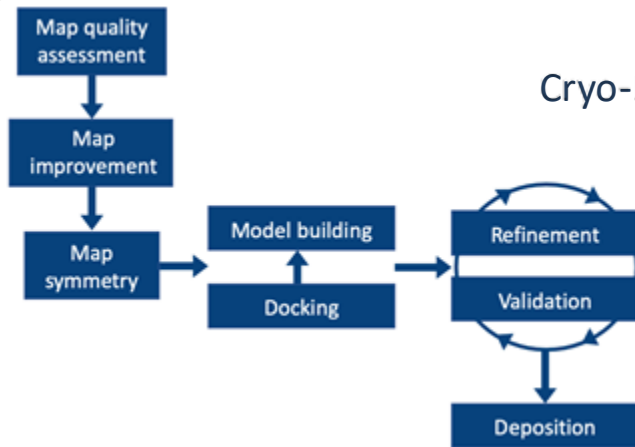 Map quality
assessment
Cryo-
Map
improvement
Map
symmetry
Model building
Docking
Refinement
Validation
Deposition